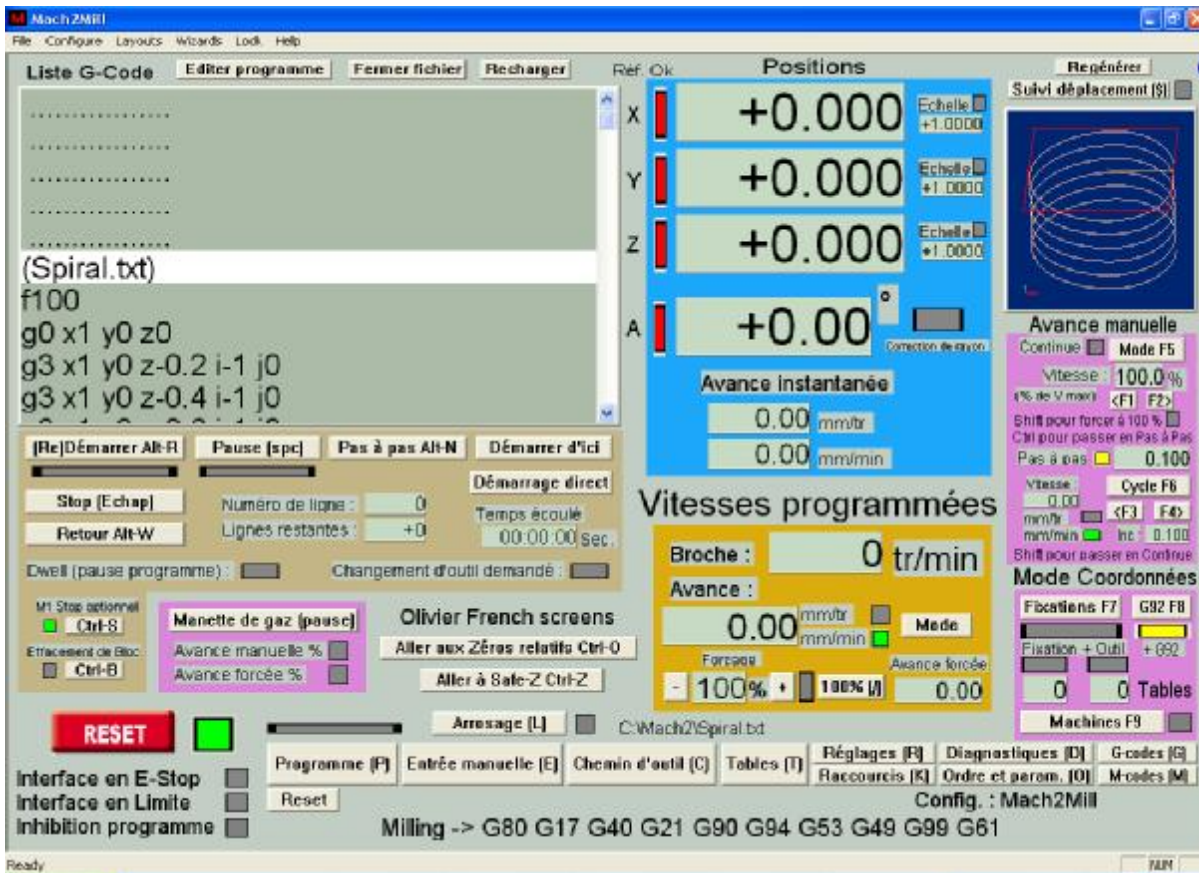 Mach2Mill
File Configure Layouts Wizards Lodk Help
Liste G-Code Editer programme Fermer fichier Recharger Réf. Ok Positions Regénérer
Suivi déplacement ($)
.................
.................
.................
.................
.................
(Spiral.txt)
f100
g0 x1 y0 z0
g3 x1 y0 z-0.2 i-1 j0
g3 x1 y0 z-0.4 i-1 j0
X +0.000 Echelle +1.0000
Y +0.000 Echelle +1.0000
Z +0.000 Echelle +1.0000
A +0.00 °
Correction de rayon
Avance instantanée
0.00 mm/tr
0.00 mm/min
Avance manuelle
Continue Mode F5
Vitesse : 100.0 %
(% de V max) <F1 F2>
Shift pour forcer à 100 %
Ctrl pour passer en Pas à Pas
Pas à pas 0.100
Vitesse : Cycle F6
0.00
mm/tr <F3 F4>
mm/min Inc : 0.100
Shift pour passer en Continue
(Re)Démarrer Alt-R Pause (spc) Pas à pas Alt-N Démarrer d'ici
Démarrage direct
Stop (Echap) Numéro de ligne : 0 Temps écoulé
Retour Alt-W Lignes restantes : +0 00:00:00 Sec.
Dwell (pause programme) : Changement d'outil demandé :
Vitesses programmées
Broche : 0 tr/min
Avance :
0.00 mm/tr mm/min Mode
Forçage Avance forcée
- 100% + 100% (/) 0.00
Mode Coordonnées
Fixations F7 G92 F8
Fixation + Outil + G92
0 0 Tables
Machines F9
M1 Stop optionnel
Ctrl-S
Effacement de Bloc
Ctrl-B
Manette de gaz (pause)
Avance manuelle %
Avance forcée %
Olivier French screens
Aller aux Zéros relatifs Ctrl-O
Aller à Safe-Z Ctrl-Z
RESET Arrosage (L) C:\Mach2\Spiral.txt
Programme (P) Entrée manuelle (E) Chemin d'outil (C) Tables (T) Réglages (R) Diagnostiques (D) G-codes (G)
Raccourcis (K) Ordre et param. (O) M-codes (M)
Interface en E-Stop
Interface en Limite Reset Config. : Mach2Mill
Inhibition programme Milling -> G80 G17 G40 G21 G90 G94 G53 G49 G99 G61
Ready NUM